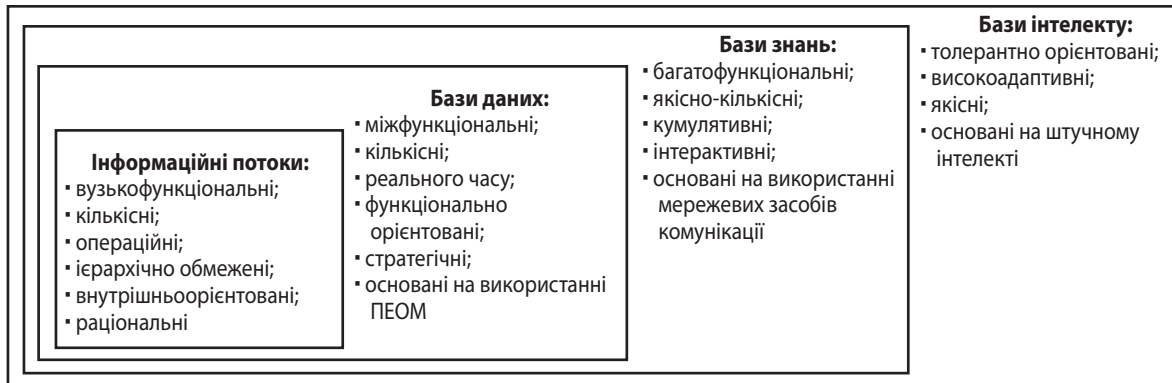 Інформаційні потоки:
▪ вузькофункціональні;
▪ кількісні;
▪ операційні;
▪ ієрархічно обмежені;
▪ внутрішньоорієнтовані;
▪ раціональні
Бази даних:
▪ міжфункціональні;
▪ кількісні;
▪ реального часу;
▪ функціонально
орієнтовані;
▪ стратегічні;
▪ основані на використанні
ПЕОМ
Бази знань:
▪ багатофункціональні;
▪ якісно-кількісні;
▪ кумулятивні;
▪ інтерактивні;
▪ основані на використанні
мережевих засобів
комунікації
Бази інтелекту:
▪ толерантно орієнтовані;
▪ високоадаптивні;
▪ якісні;
▪ основані на штучному
інтелекті